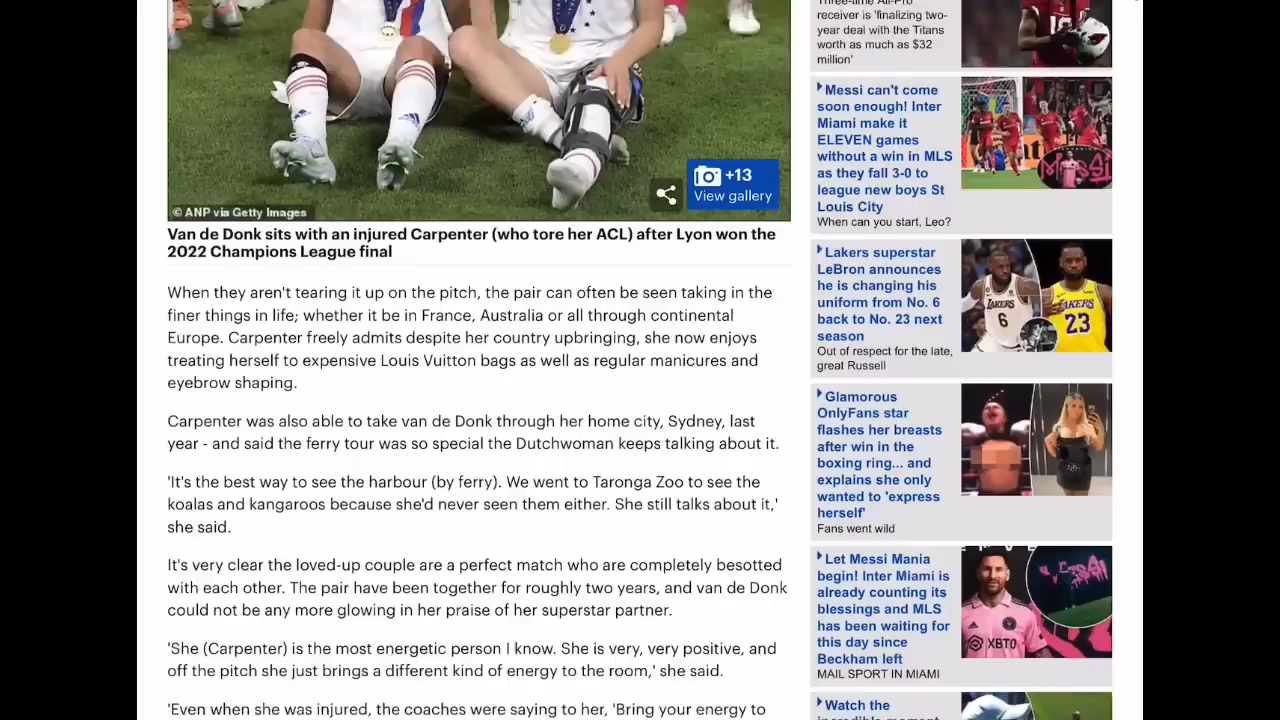 +13
View gallery
© ANP via Getty Images
Van de Donk sits with an injured Carpenter (who tore her ACL) after Lyon won the
2022 Champions League final
When they aren't tearing it up on the pitch, the pair can often be seen taking in the
finer things in life; whether it be in France, Australia or all through continental
Europe. Carpenter freely admits despite her country upbringing, she now enjoys
treating herself to expensive Louis Vuitton bags as well as regular manicures and
eyebrow shaping.
Carpenter was also able to take van de Donk through her home city, Sydney, last
year - and said the ferry tour was so special the Dutchwoman keeps talking about it.
'It's the best way to see the harbour (by ferry). We went to Taronga Zoo to see the
koalas and kangaroos because she'd never seen them either. She still talks about it,'
she said.
It's very clear the loved-up couple are a perfect match who are completely besotted
with each other. The pair have been together for roughly two years, and van de Donk
could not be any more glowing in her praise of her superstar partner.
'She (Carpenter) is the most energetic person I know. She is very, very positive, and
off the pitch she just brings a different kind of energy to the room,' she said.
'Even when she was injured, the coaches were saying to her, 'Bring your energy to
Three-time All-Pro
receiver is 'finalizing two-
year deal with the Titans
worth as much as $32
million'
Messi can't come
soon enough! Inter
Miami make it
ELEVEN games
without a win in MLS
as they fall 3-0 to
league new boys St
Louis City
When can you start, Leo?
Lakers superstar
LeBron announces
he is changing his
uniform from No. 6
back to No. 23 next
season
Out of respect for the late,
great Russell
LAKERS
6
LAKERS
23
Glamorous
OnlyFans star
flashes her breasts
after win in the
boxing ring... and
explains she only
wanted to 'express
herself'
Fans went wild
Let Messi Mania
begin! Inter Miami is
already counting its
blessings and MLS
has been waiting for
this day since
Beckham left
MAIL SPORT IN MIAMI
XBTO
Watch the
incredible moment